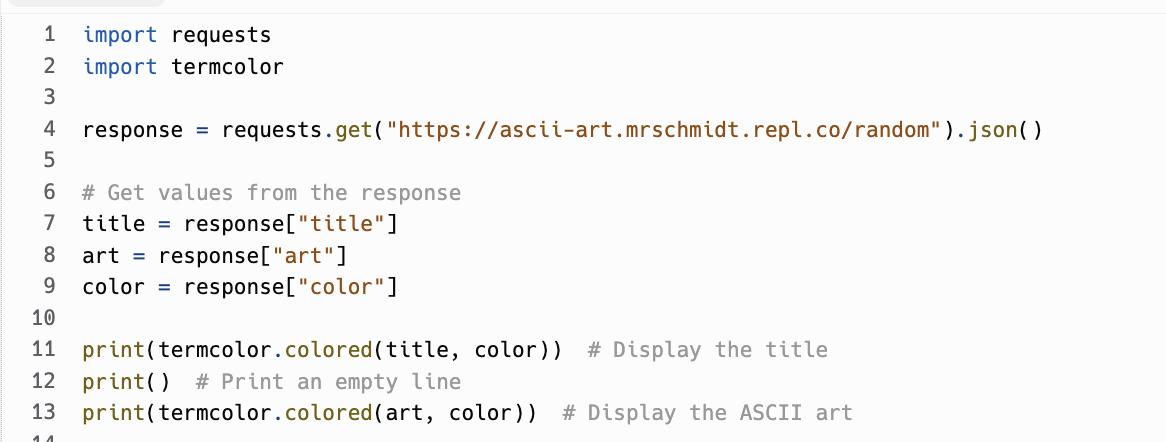 1 import requests
2 import termcolor
3
4 response = requests.get("https://ascii-art.mrschmidt.repl.co/random").json()
5
6 # Get values from the response
7 title = response["title"]
8 art = response["art"]
9 color = response["color"]
10
11 print(termcolor.colored(title, color))  # Display the title
12 print()  # Print an empty line
13 print(termcolor.colored(art, color))  # Display the ASCII art
14